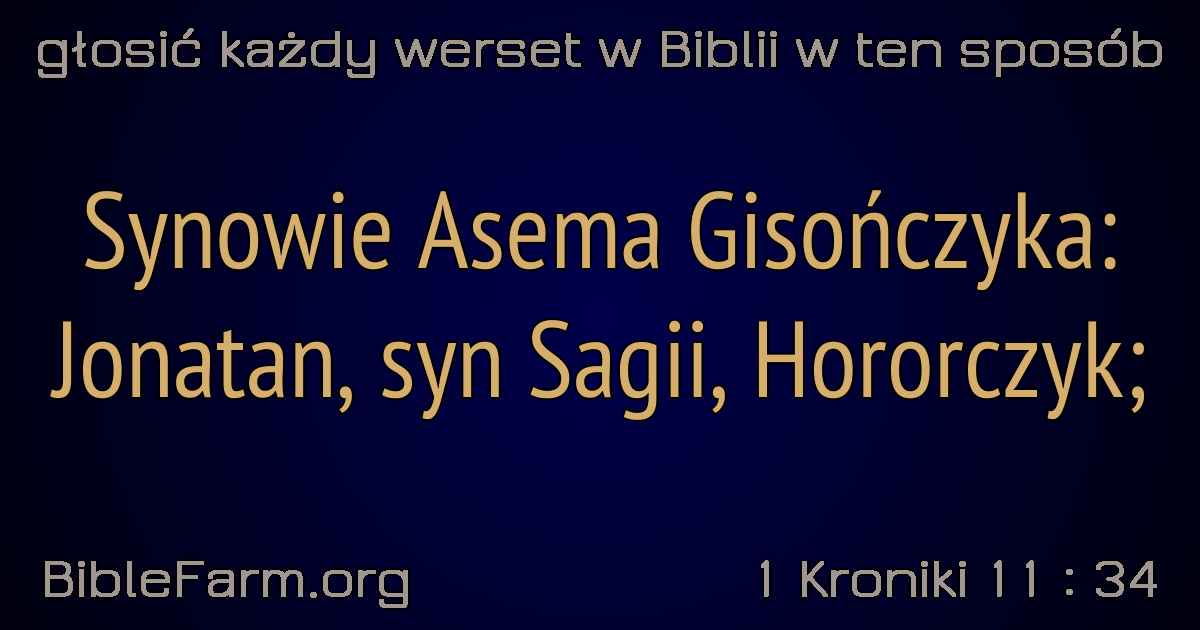 głosić każdy werset w Biblii w ten sposób
Synowie Asema Gisończyka:
Jonatan, syn Sagii, Hororczyk;
BibleFarm.org
1 Kroniki 11 : 34